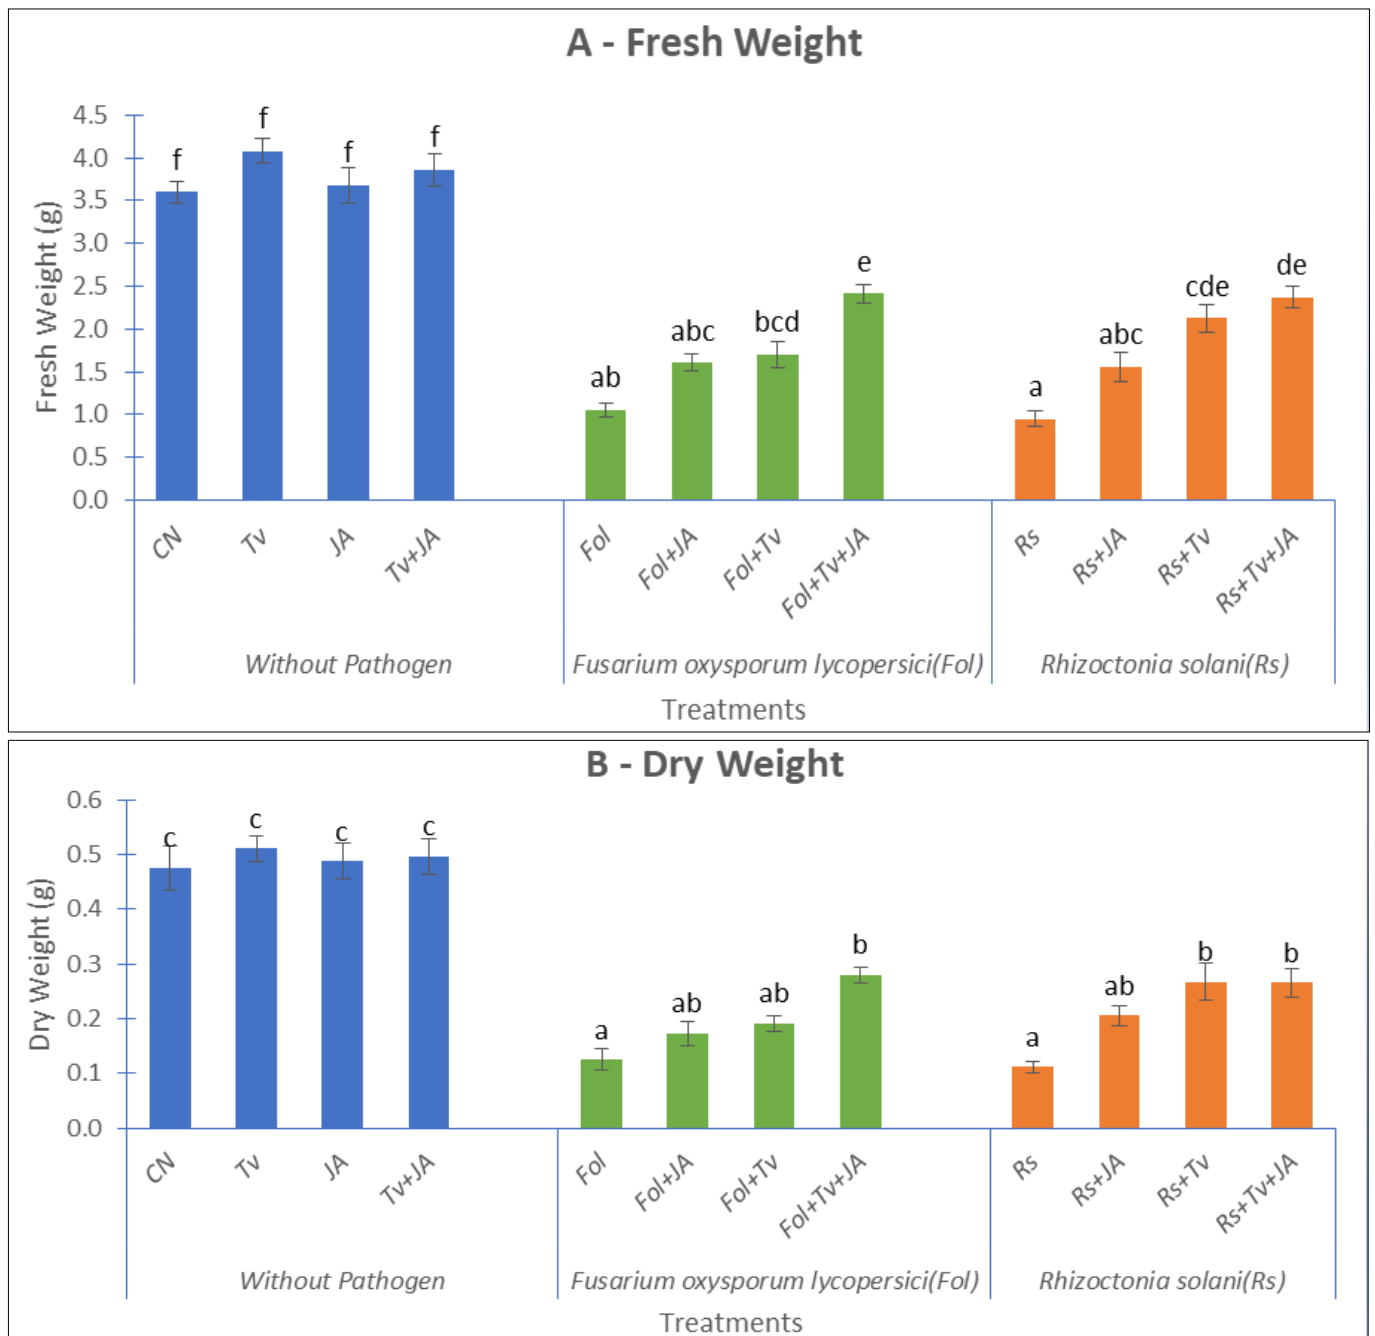 A - Fresh Weight
4.5
4.0
3.5
3.0
2.5
2.0
1.5
1.0
0.5
0.0
Fresh Weight (g)
f f f f ab abc bcd e a abc cde de
CN Tv JA Tv+JA Fol Fol+JA Fol+Tv Fol+Tv+JA Rs Rs+JA Rs+Tv Rs+Tv+JA
Without Pathogen Fusarium oxysporum lycopersici(Fol) Rhizoctonia solani(Rs)
Treatments
B - Dry Weight
0.6
0.5
0.4
0.3
0.2
0.1
0.0
Dry Weight (g)
c c c c a ab ab b a ab b b
CN Tv JA Tv+JA Fol Fol+JA Fol+Tv Fol+Tv+JA Rs Rs+JA Rs+Tv Rs+Tv+JA
Without Pathogen Fusarium oxysporum lycopersici(Fol) Rhizoctonia solani(Rs)
Treatments